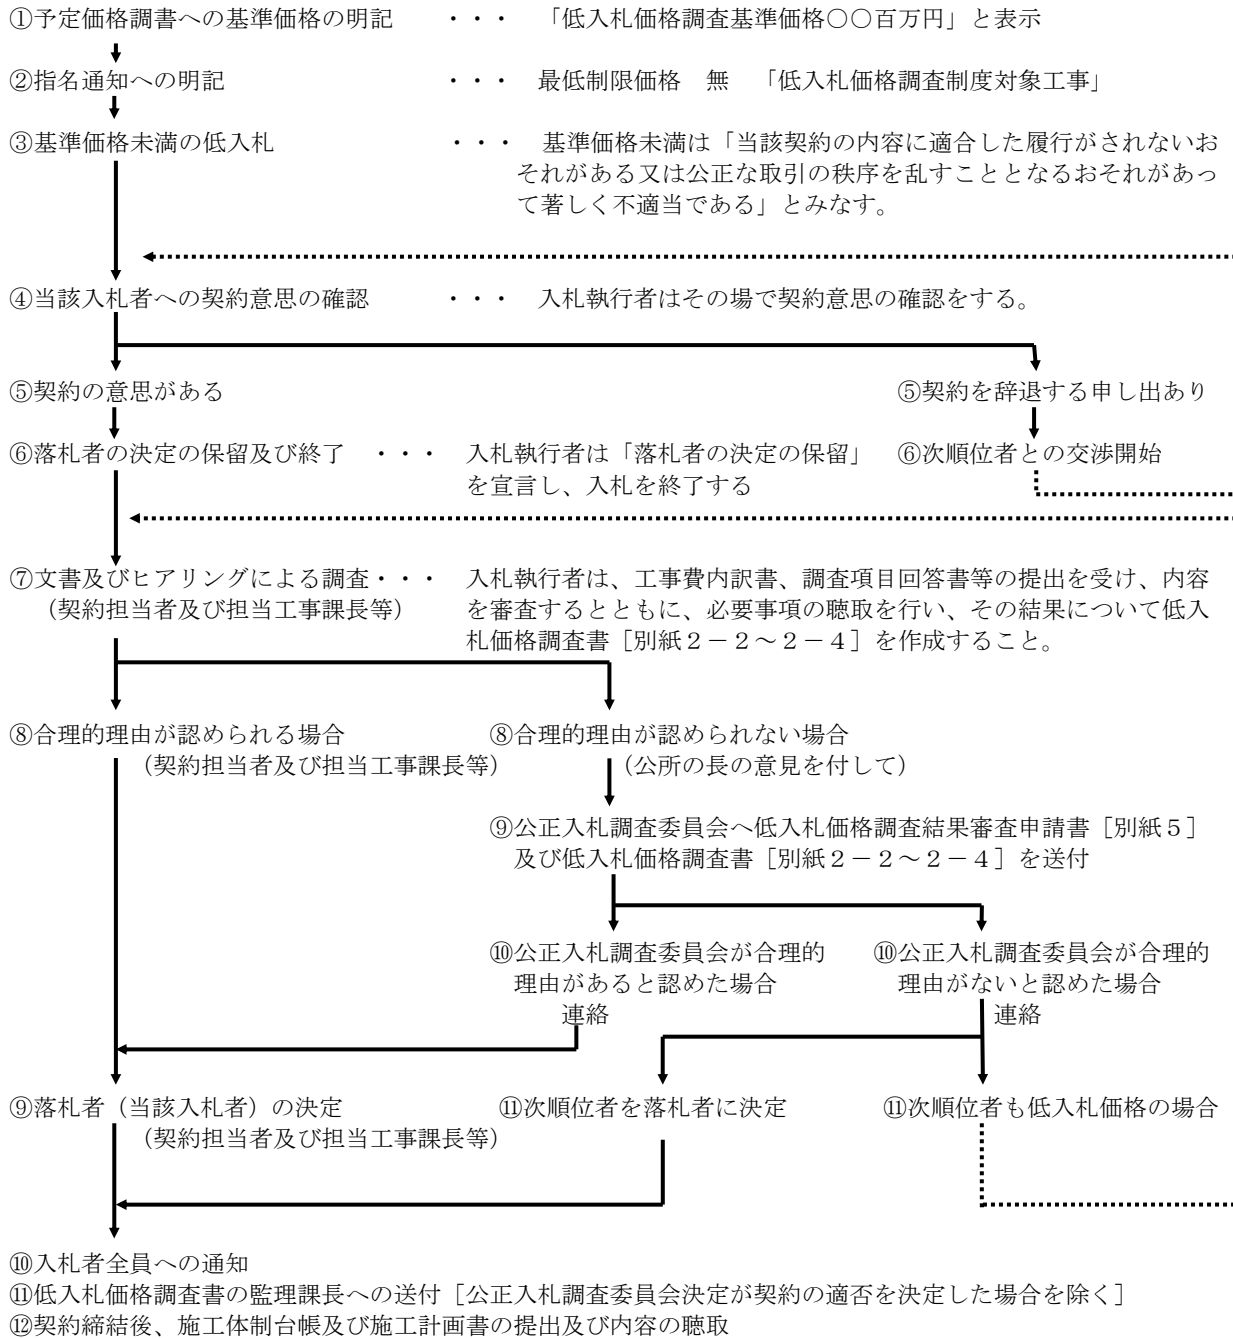 ①予定価格調書への基準価格の明記　・・・　「低入札価格調査基準価格○○百万円」と表示
②指名通知への明記　・・・　最低制限価格　無　「低入札価格調査制度対象工事」
③基準価格未満の低入札　・・・　基準価格未満は「当該契約の内容に適合した履行がされないお
それがある又は公正な取引の秩序を乱すこととなるおそれがあっ
て著しく不適当である」とみなす。
④当該入札者への契約意思の確認　・・・　入札執行者はその場で契約意思の確認をする。
⑤契約の意思がある
⑤契約を辞退する申し出あり
⑥落札者の決定の保留及び終了　・・・　入札執行者は「落札者の決定の保留」
を宣言し、入札を終了する
⑥次順位者との交渉開始
⑦文書及びヒアリングによる調査・・・　入札執行者は、工事費内訳書、調査項目回答書等の提出を受け、内容
（契約担当者及び担当工事課長等）　を審査するとともに、必要事項の聴取を行い、その結果について低入
札価格調査書［別紙２－２～２－４］を作成すること。
⑧合理的理由が認められる場合
（契約担当者及び担当工事課長等）
⑧合理的理由が認められない場合
（公所の長の意見を付して）
⑨公正入札調査委員会へ低入札価格調査結果審査申請書［別紙５］
及び低入札価格調査書［別紙２－２～２－４］を送付
⑩公正入札調査委員会が合理的
理由があると認めた場合
連絡
⑩公正入札調査委員会が合理的
理由がないと認めた場合
連絡
⑨落札者（当該入札者）の決定
（契約担当者及び担当工事課長等）
⑪次順位者を落札者に決定
⑪次順位者も低入札価格の場合
⑩入札者全員への通知
⑪低入札価格調査書の監理課長への送付［公正入札調査委員会決定が契約の適否を決定した場合を除く］
⑫契約締結後、施工体制台帳及び施工計画書の提出及び内容の聴取